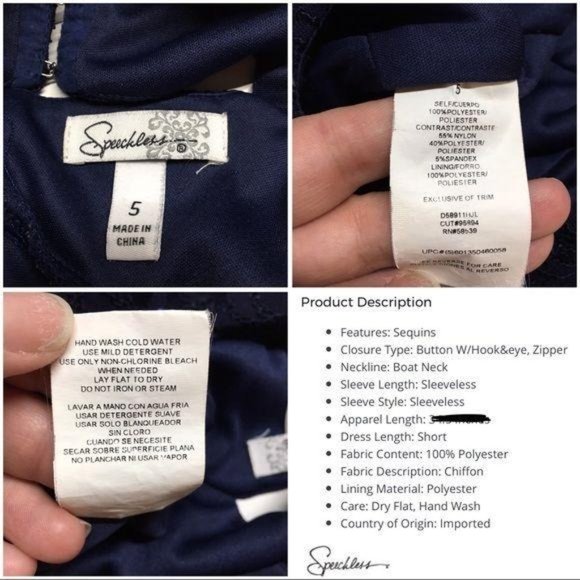 Speechless
5
MADE IN
CHINA
5
SELF/CUERPO
100%POLYESTER/
POLIESTER
CONTRAST/CONTRASTE
55% NYLON
40%POLYESTER/
POLIESTER
5%SPANDEX
LINING/FORRO
100%POLYESTER/
POLIESTER
EXCLUSIVE OF TRIM
CUT#95894
FOR CARE
AL REVERSO
HAND WASH COLD WATER
USE MILD DETERGENT
USE ONLY NON-CHLORINE BLEACH
WHEN NEEDED
LAY FLAT TO DRY
DO NOT IRON OR STEAM
LAVAR A MANO CON AGUA FRIA
USAR DETERGENTE SUAVE
USAR SOLO BLANQUEADOR
SIN CLORO
CUANDO SE NECESITE
SECAR SOBRE SUPERFICIE PLANA
NO PLANCHAR NI USAR VAPOR
Product Description
• Features: Sequins
• Closure Type: Button W/Hook&eye, Zipper
• Neckline: Boat Neck
• Sleeve Length: Sleeveless
• Sleeve Style: Sleeveless
• Apparel Length:
• Dress Length: Short
• Fabric Content: 100% Polyester
• Fabric Description: Chiffon
• Lining Material: Polyester
• Care: Dry Flat, Hand Wash
• Country of Origin: Imported
Speechless